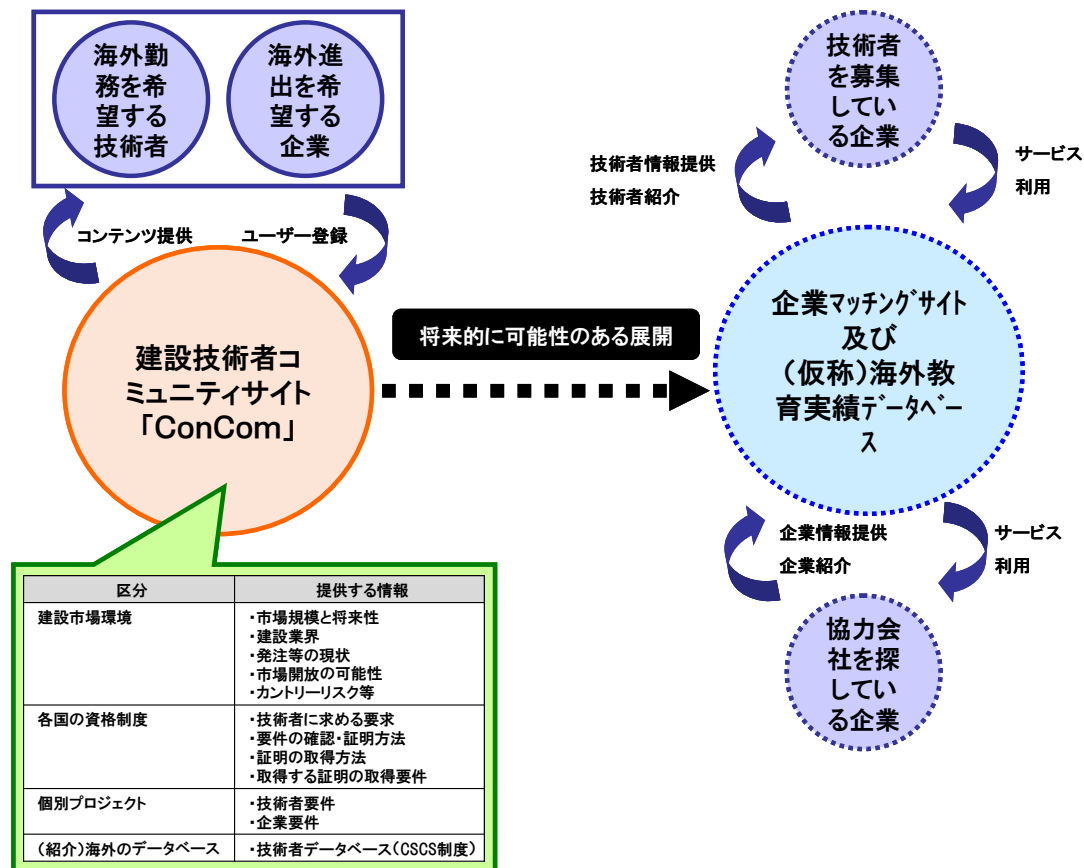 海外勤
務を希
望する
技術者
海外進
出を希
望する
企業
コンテンツ提供
ユーザー登録
建設技術者コ
ミュニティサイト
「ConCom」
将来的に可能性のある展開
技術者
を募集
してい
る企業
技術者情報提供
技術者紹介
サービス
利用
企業マッチングサイト
及び
（仮称）海外教
育実績データベー
ス
企業情報提供
企業紹介
サービス
利用
協力会
社を探
してい
る企業
区分 提供する情報
建設市場環境 ・市場規模と将来性
・建設業界
・発注等の現状
・市場開放の可能性
・カントリーリスク等
各国の資格制度 ・技術者に求める要求
・要件の確認・証明方法
・証明の取得方法
・取得する証明の取得要件
個別プロジェクト ・技術者要件
・企業要件
（紹介）海外のデータベース ・技術者データベース（CSCS制度）